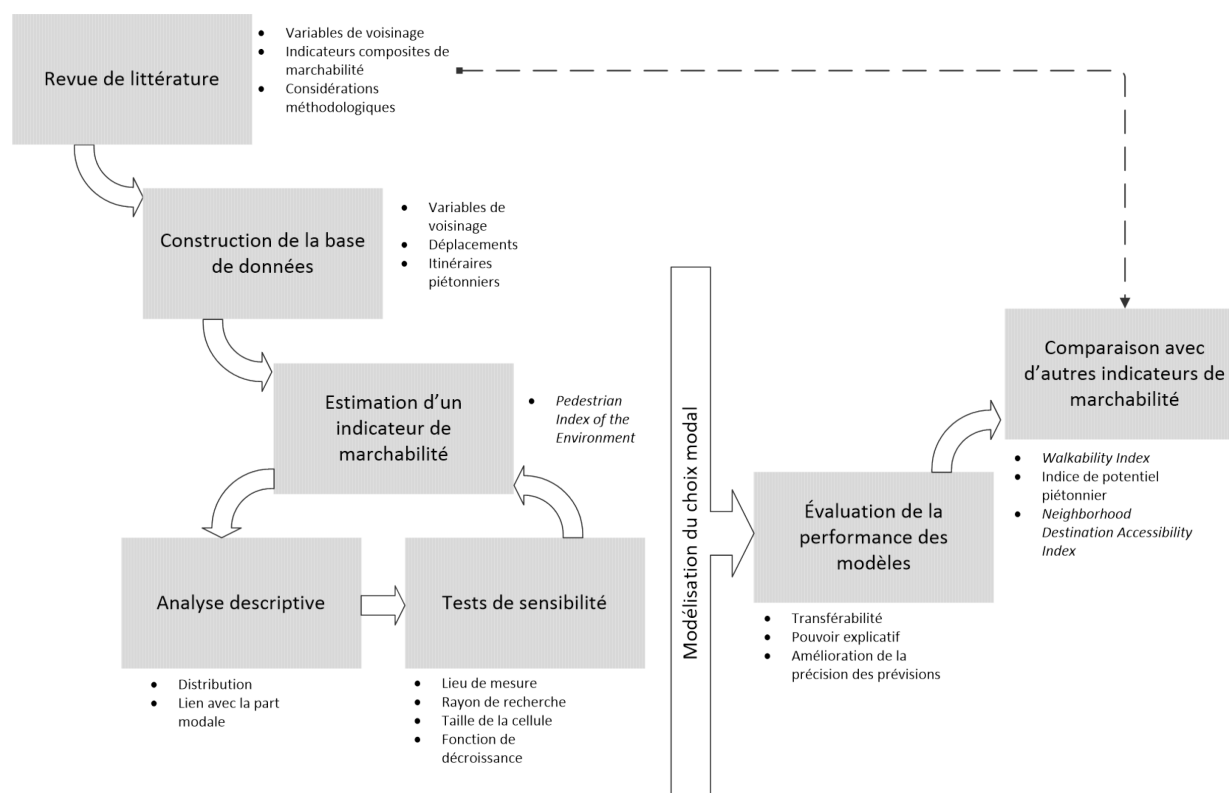 Revue de littérature
• Variables de voisinage
• Indicateurs composites de
marchabilité
• Considérations
méthodologiques
Construction de la base
de données
• Variables de
voisinage
• Déplacements
• Itinéraires
piétonniers
Estimation d'un
indicateur de
marchabilité
• Pedestrian
Index of the
Environment
Analyse descriptive
• Distribution
• Lien avec la part
modale
Tests de sensibilité
• Lieu de mesure
• Rayon de recherche
• Taille de la cellule
• Fonction de
décroissance
Modélisation du choix modal
Évaluation de la
performance des
modèles
• Transférabilité
• Pouvoir explicatif
• Amélioration de la
précision des prévisions
Comparaison avec
d'autres indicateurs de
marchabilité
• Walkability Index
• Indice de potentiel
piétonnier
• Neighborhood
Destination Accessibility
Index